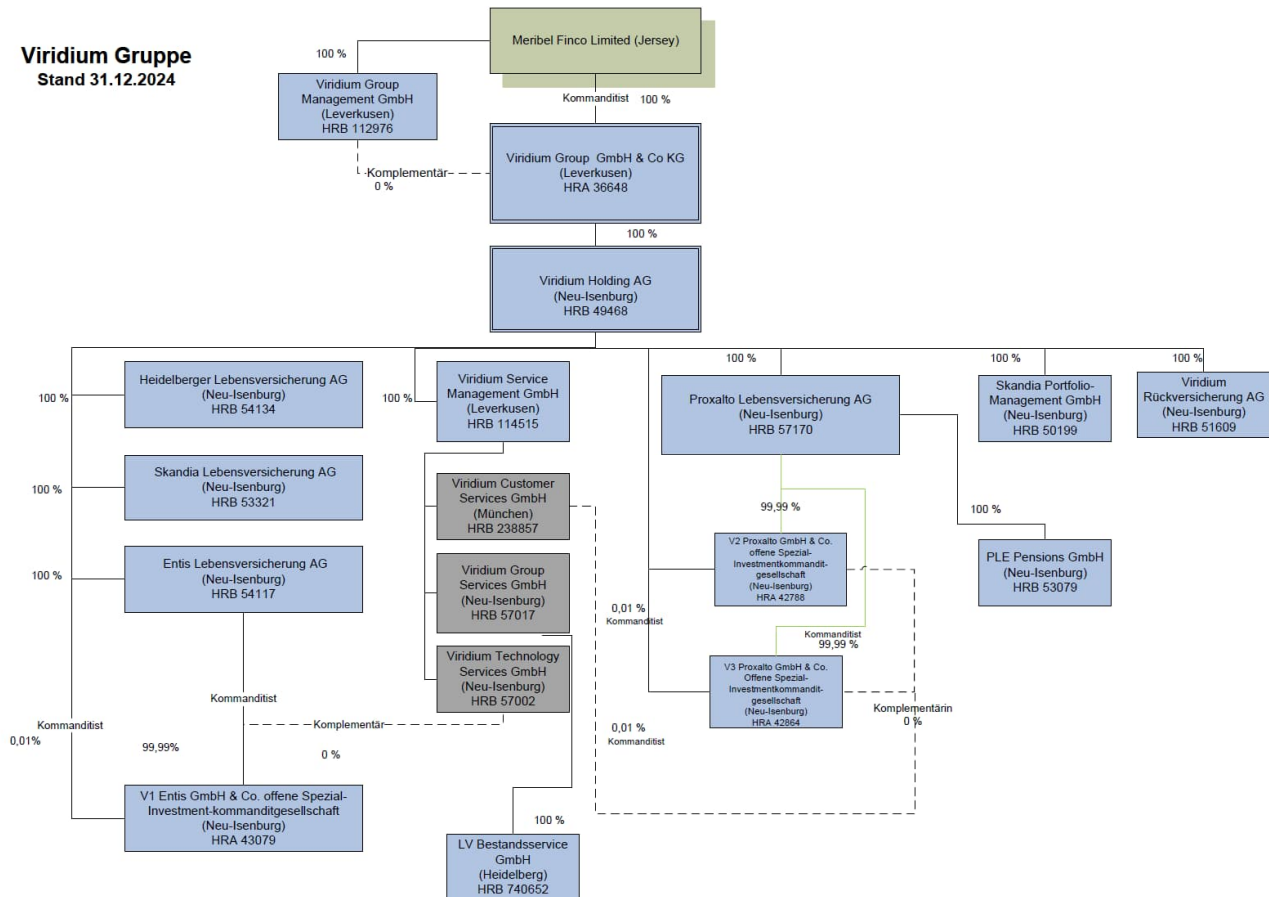 Viridium Gruppe
Stand 31.12.2024
Meribel Finco Limited (Jersey)
100 %
Viridium Group
Management GmbH
(Leverkusen)
HRB 112976
Kommanditist 100 %
Komplementär
0 %
Viridium Group GmbH & Co KG
(Leverkusen)
HRA 36648
100 %
Viridium Holding AG
(Neu-Isenburg)
HRB 49468
100 %
Heidelberger Lebensversicherung AG
(Neu-Isenburg)
HRB 54134
100 %
Skandia Lebensversicherung AG
(Neu-Isenburg)
HRB 53321
100 %
Entis Lebensversicherung AG
(Neu-Isenburg)
HRB 54117
Kommanditist
99,99%
Kommanditist
0,01%
Komplementär
0 %
V1 Entis GmbH & Co. offene Spezial-
Investment-kommanditgesellschaft
(Neu-Isenburg)
HRA 43079
100 %
Viridium Service
Management GmbH
(Leverkusen)
HRB 114515
Viridium Customer
Services GmbH
(München)
HRB 238857
Viridium Group
Services GmbH
(Neu-Isenburg)
HRB 57017
Viridium Technology
Services GmbH
(Neu-Isenburg)
HRB 57002
100 %
LV Bestandsservice
GmbH
(Heidelberg)
HRB 740652
100 %
Proxalto Lebensversicherung AG
(Neu-Isenburg)
HRB 57170
99,99 %
V2 Proxalto GmbH & Co.
offene Spezial-
Investmentkommandit-
gesellschaft
(Neu-Isenburg)
HRA 42788
0,01 %
Kommanditist
Kommanditist
99,99 %
V3 Proxalto GmbH & Co.
Offene Spezial-
Investmentkommandit-
gesellschaft
(Neu-Isenburg)
HRA 42864
0,01 %
Kommanditist
Komplementärin
0 %
100 %
Skandia Portfolio-
Management GmbH
(Neu-Isenburg)
HRB 50199
100 %
Viridium
Rückversicherung AG
(Neu-Isenburg)
HRB 51609
100 %
PLE Pensions GmbH
(Neu-Isenburg)
HRB 53079